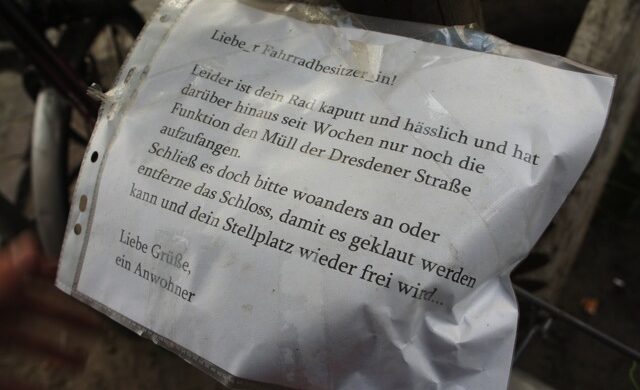 Liebe_r Fahrradbesitzer_in!
Leider ist dein Rad kaputt und hässlich und hat
darüber hinaus seit Wochen nur noch die
Funktion den Müll der Dresdener Straße
aufzufangen.
Schließ es doch bitte woanders an oder
entferne das Schloss, damit es geklaut werden
kann und dein Stellplatz wieder frei wird...
Liebe Grüße,
ein Anwohner